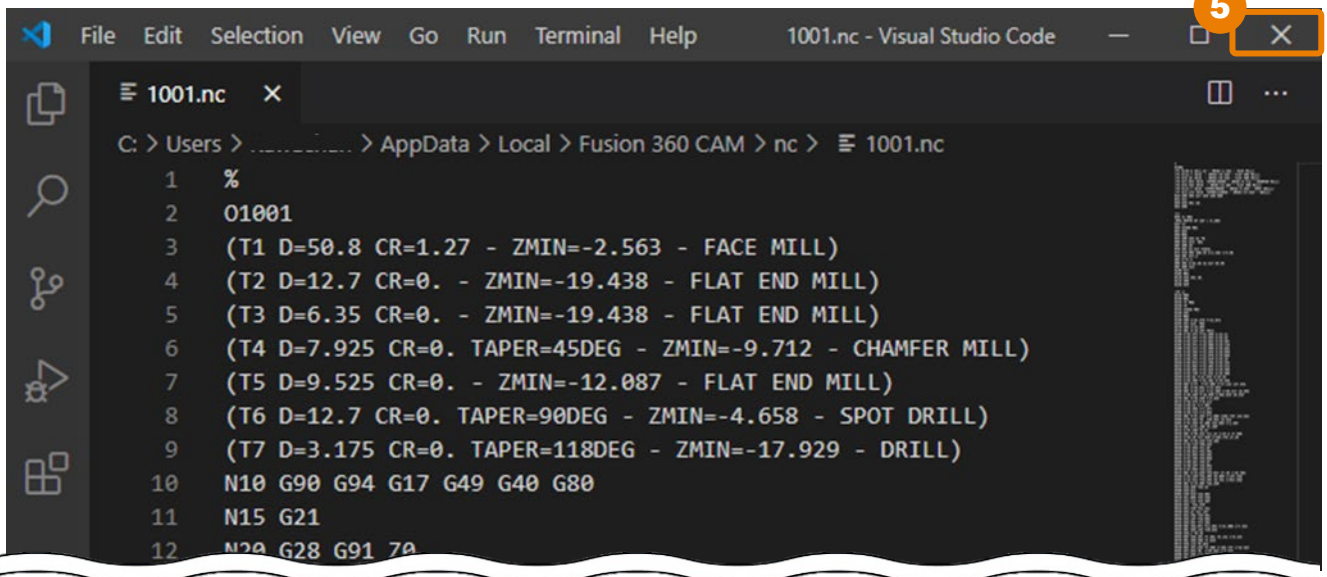 5
File Edit Selection View Go Run Terminal Help 1001.nc - Visual Studio Code
1001.nc
C: > Users > > AppData > Local > Fusion 360 CAM > nc > 1001.nc
1 %
2 O1001
3 (T1 D=50.8 CR=1.27 - ZMIN=-2.563 - FACE MILL)
4 (T2 D=12.7 CR=0. - ZMIN=-19.438 - FLAT END MILL)
5 (T3 D=6.35 CR=0. - ZMIN=-19.438 - FLAT END MILL)
6 (T4 D=7.925 CR=0. TAPER=45DEG - ZMIN=-9.712 - CHAMFER MILL)
7 (T5 D=9.525 CR=0. - ZMIN=-12.087 - FLAT END MILL)
8 (T6 D=12.7 CR=0. TAPER=90DEG - ZMIN=-4.658 - SPOT DRILL)
9 (T7 D=3.175 CR=0. TAPER=118DEG - ZMIN=-17.929 - DRILL)
10 N10 G90 G94 G17 G49 G40 G80
11 N15 G21
12 N20 G28 G91 Z0.